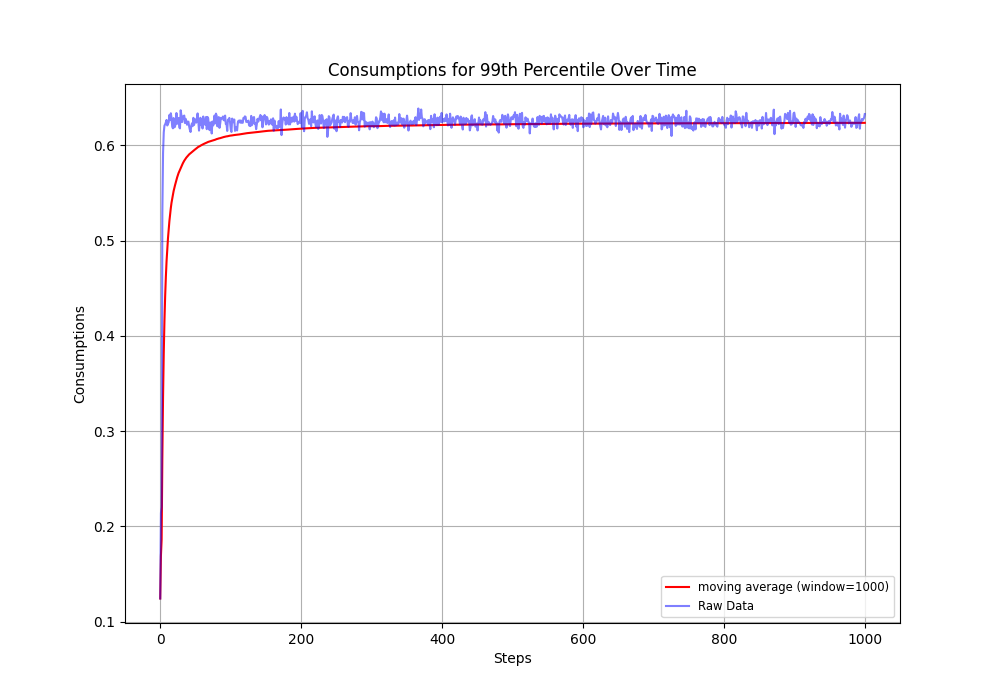 Consumptions for 99th Percentile Over Time
Consumptions
0.6
0.5
0.4
0.3
0.2
0.1
0 200 400 600 800 1000
Steps
moving average (window=1000)
Raw Data